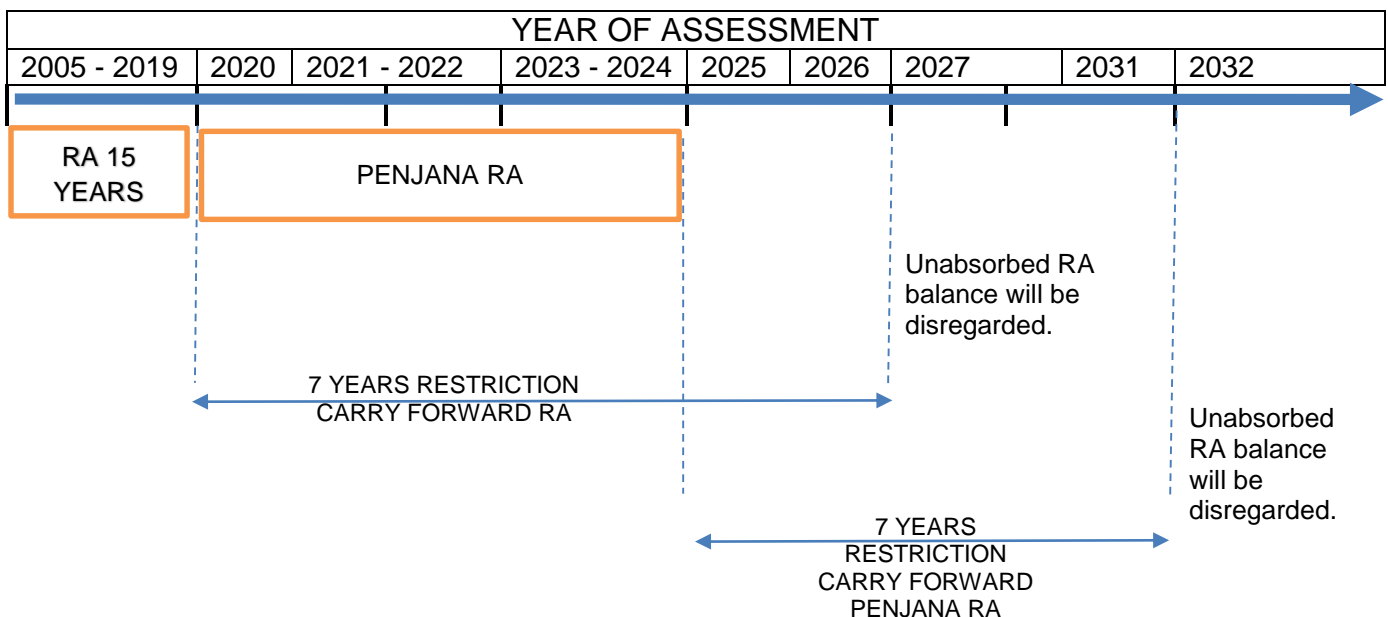 YEAR OF ASSESSMENT
2005 - 2019 2020 2021 - 2022 2023 - 2024 2025 2026 2027 2031 2032
RA 15
YEARS
PENJANA RA
Unabsorbed RA
balance will be
disregarded.
7 YEARS RESTRICTION
CARRY FORWARD RA
Unabsorbed
RA balance
will be
disregarded.
7 YEARS
RESTRICTION
CARRY FORWARD
PENJANA RA